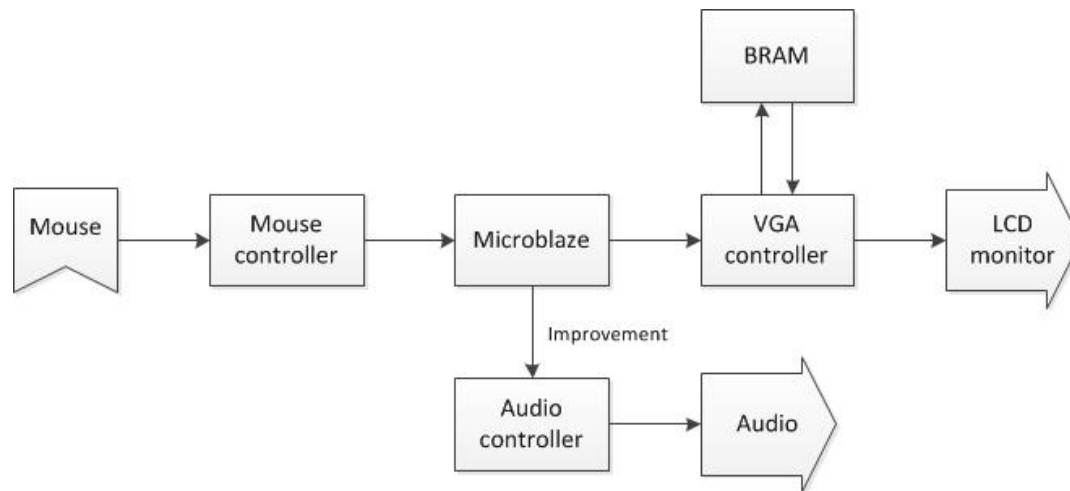 BRAM
Mouse
Mouse
controller
Microblaze
VGA
controller
LCD
monitor
Improvement
Audio
controller
Audio